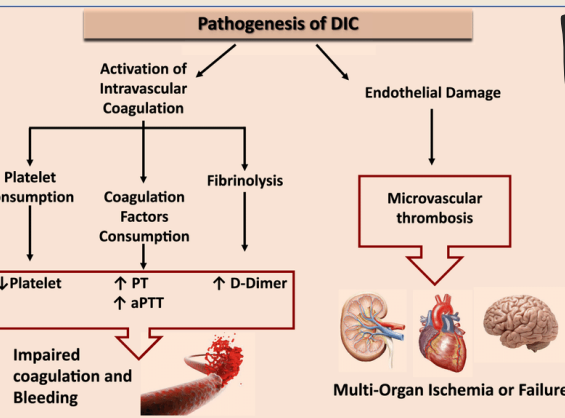 Pathogenesis of DIC
Activation of
Intravascular
Coagulation
Endothelial Damage
Platelet
nsumption
Coagulation
Factors
Consumption
Fibrinolysis
Microvascular
thrombosis
↓Platelet
↑ PT
↑ aPTT
↑ D-Dimer
Impaired
coagulation and
Bleeding
Multi-Organ Ischemia or Failure